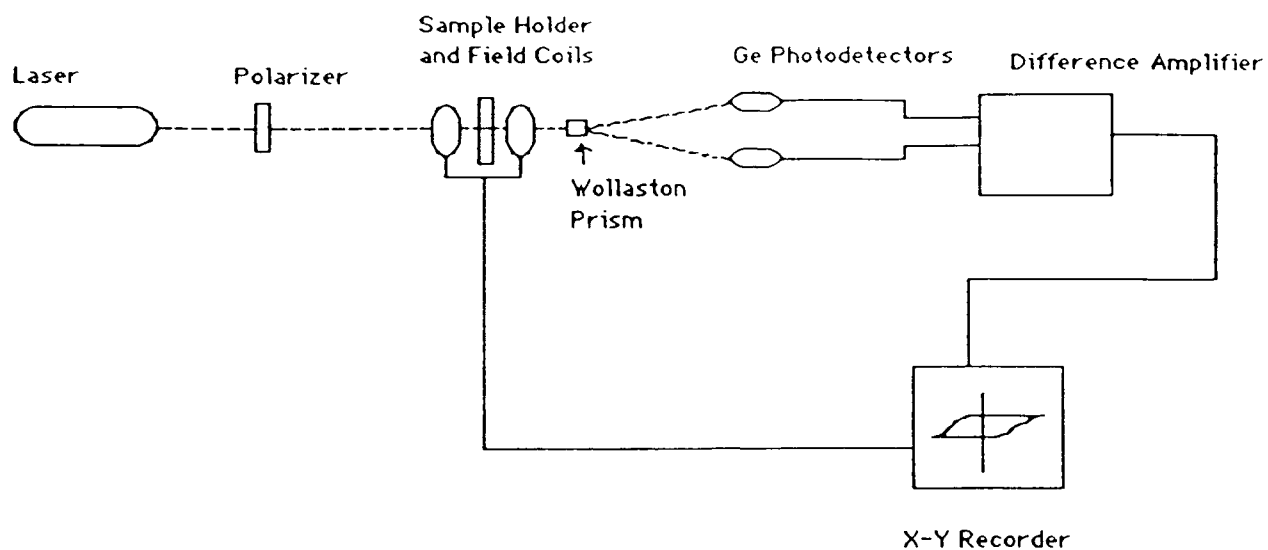 Sample Holder
and Field Coils
Ge Photodetectors
Difference Amplifier
Laser
Polarizer
Wollaston
Prism
X-Y Recorder